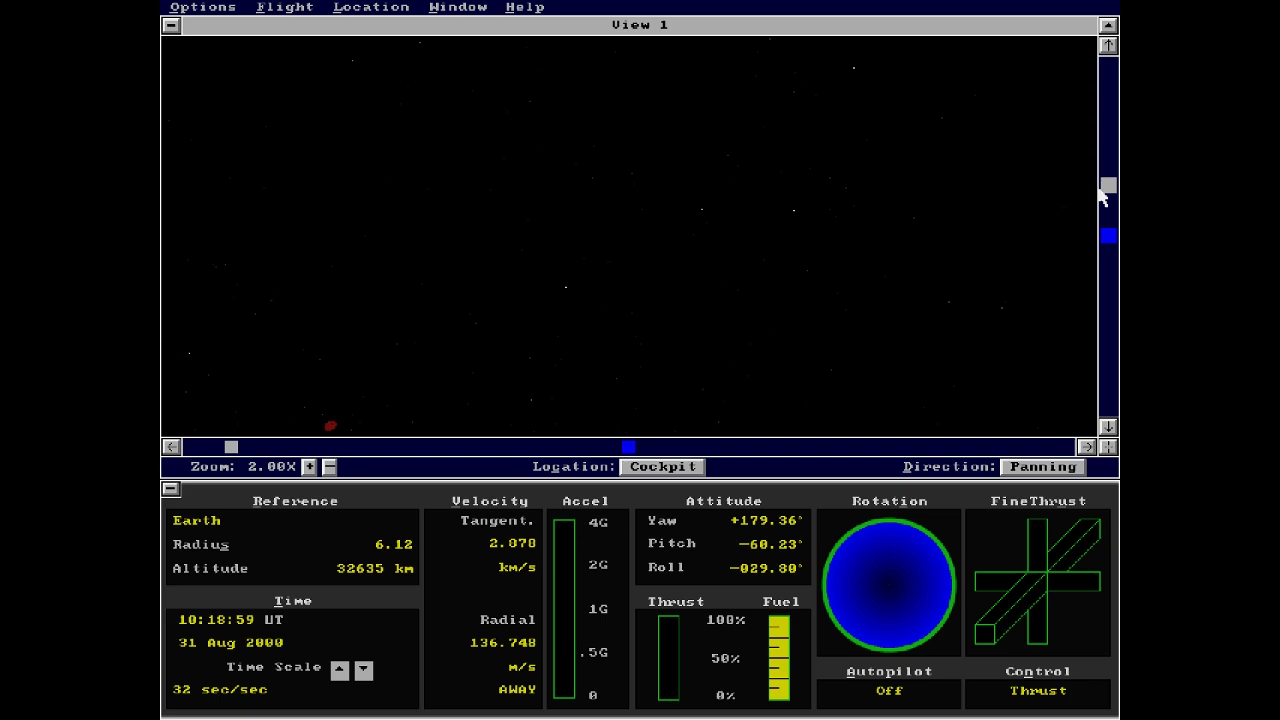 Options Flight Location Window Help
View 1
Zoom: 2.00X + − Location: Cockpit Direction: Panning
Reference
Earth
Radius 6.12
Altitude 32635 km
Time
10:18:59 UT
31 Aug 2000
Time Scale
32 sec/sec
Velocity
Tangent.
2.078
km/s
Radial
136.748
m/s
AWAY
Accel
4G
2G
1G
.5G
0
Attitude
Yaw +179.36°
Pitch −60.23°
Roll −029.80°
Thrust Fuel
100%
50%
0%
Rotation
Autopilot
Off
FineThrust
Control
Thrust